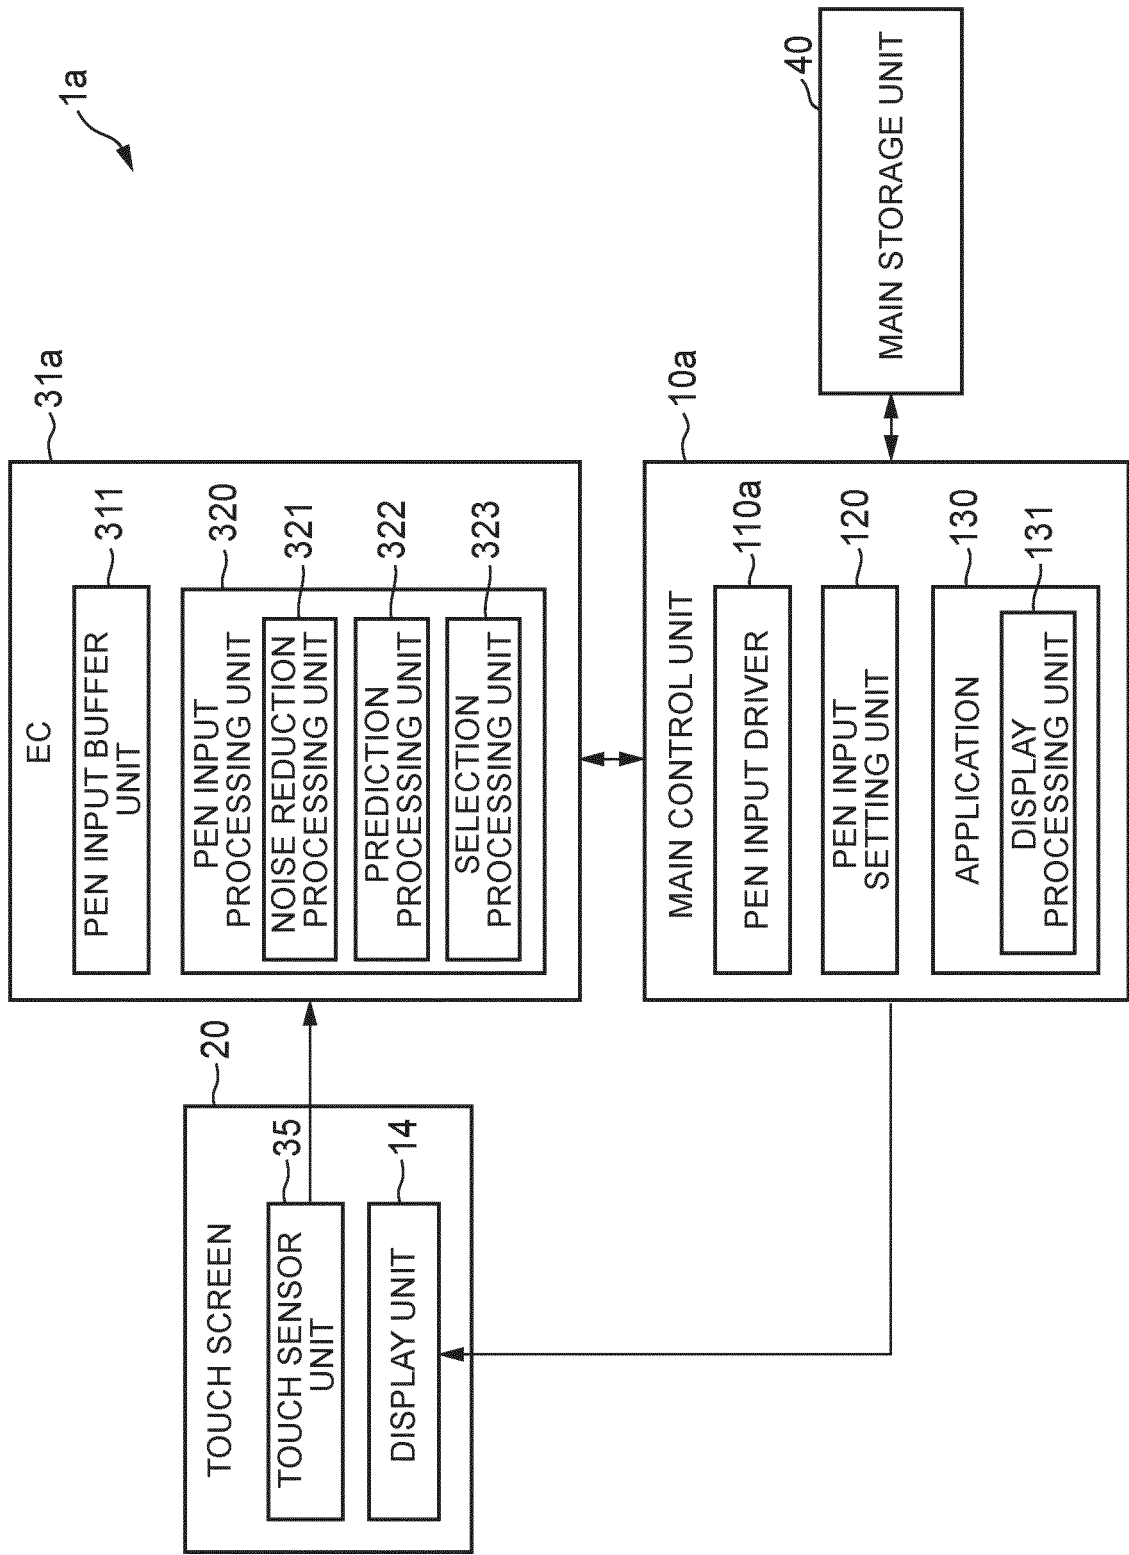 1a
TOUCH SCREEN
20
TOUCH SENSOR
UNIT
35
DISPLAY UNIT
14
EC
31a
PEN INPUT BUFFER
UNIT
311
PEN INPUT
PROCESSING UNIT
320
NOISE REDUCTION
PROCESSING UNIT
321
PREDICTION
PROCESSING UNIT
322
SELECTION
PROCESSING UNIT
323
MAIN CONTROL UNIT
10a
PEN INPUT DRIVER
110a
PEN INPUT
SETTING UNIT
120
APPLICATION
130
DISPLAY
PROCESSING UNIT
131
MAIN STORAGE UNIT
40